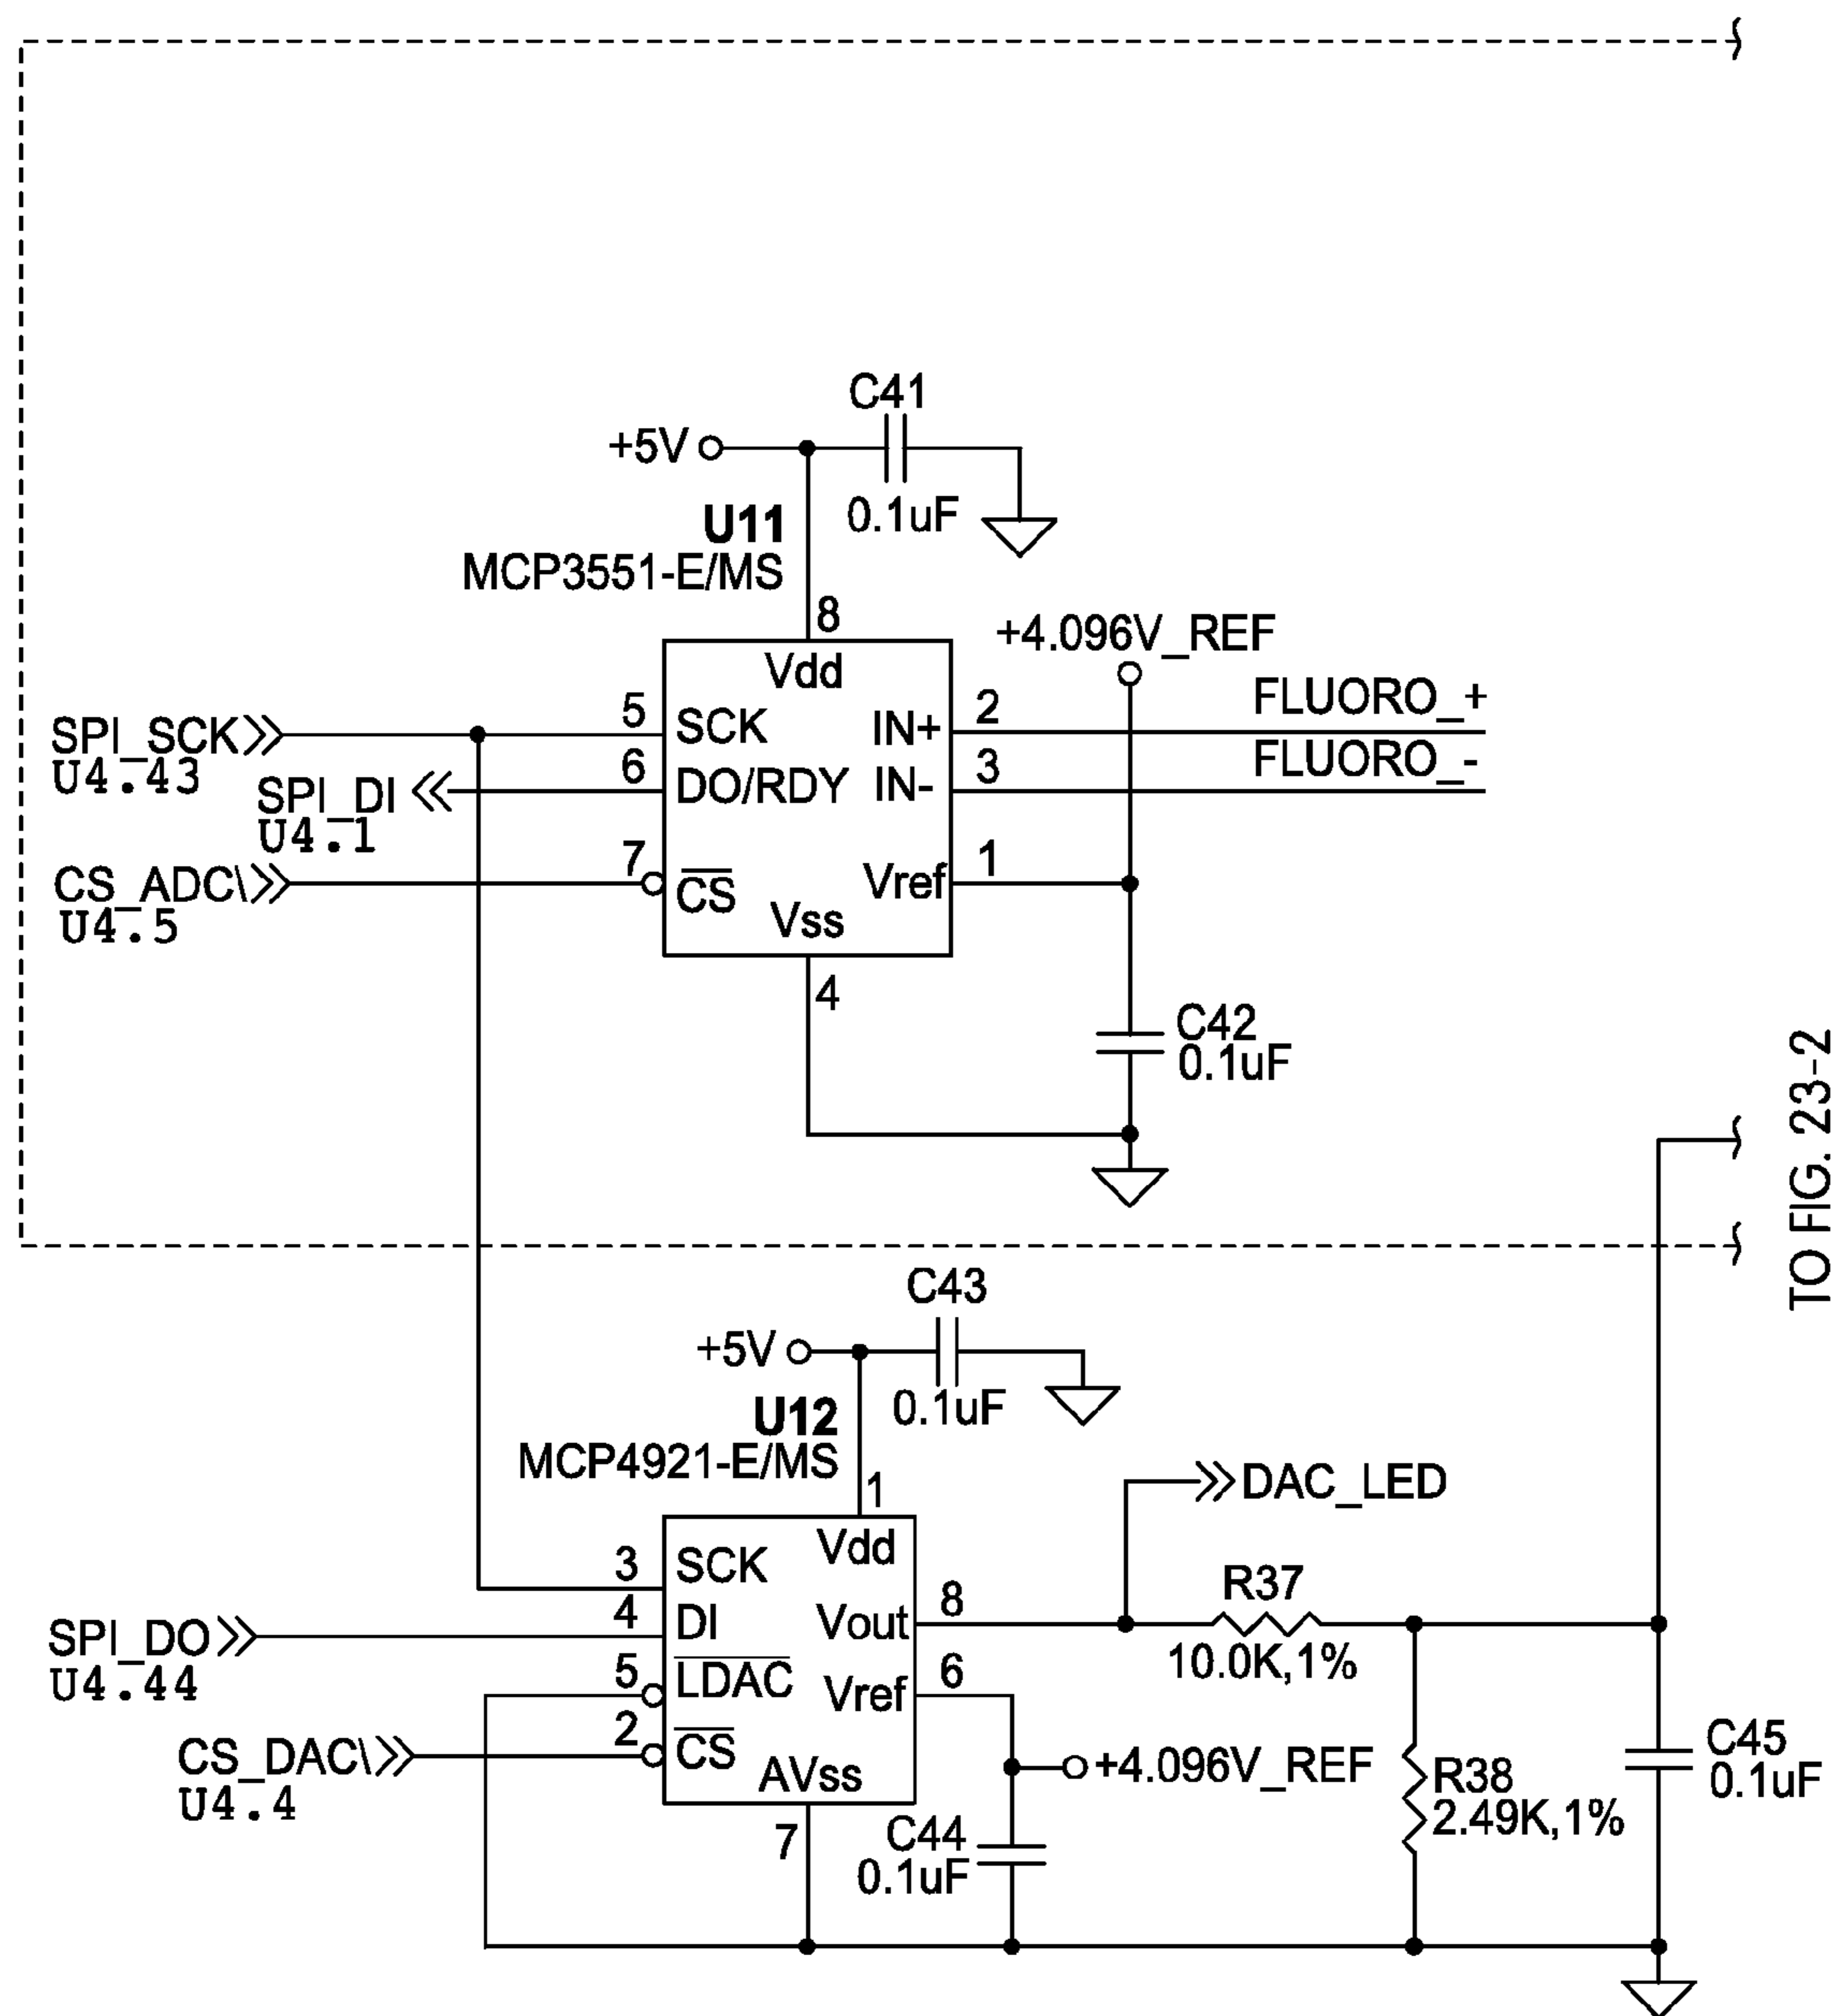 C41
+5V
0.1uF
U11
MCP3551-E/MS
8
+4.096V_REF
Vdd
FLUORO_+
SPI_SCK
5
SCK
IN+
2
U4.43
FLUORO_-
SPI_DI
6
DO/RDY
IN-
3
U4.1
CS_ADC\
7
CS
Vref
1
U4.5
Vss
4
C42
0.1uF
TO FIG. 23-2
C43
+5V
0.1uF
U12
MCP4921-E/MS
1
DAC_LED
Vdd
3
SCK
R37
SPI_DO
4
DI
Vout
8
10.0K,1%
U4.44
5
LDAC
Vref
6
CS_DAC\
2
CS
+4.096V_REF
C45
0.1uF
U4.4
AVss
R38
2.49K,1%
7
C44
0.1uF